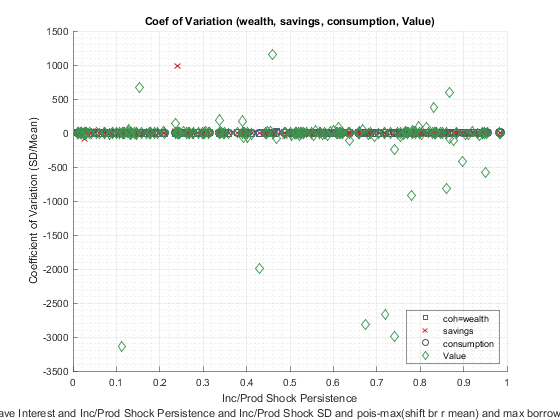 Coef of Variation (wealth, savings, consumption, Value)
1500
1000
500
0
-500
-1000
-1500
-2000
-2500
-3000
-3500
Coefficient of Variation (SD/Mean)
0 0.1 0.2 0.3 0.4 0.5 0.6 0.7 0.8 0.9 1
coh=wealth
savings
consumption
Value
Inc/Prod Shock Persistence
Interest and Inc/Prod Shock Persistence and Inc/Prod Shock SD and pois-max(shift br r mean) and max